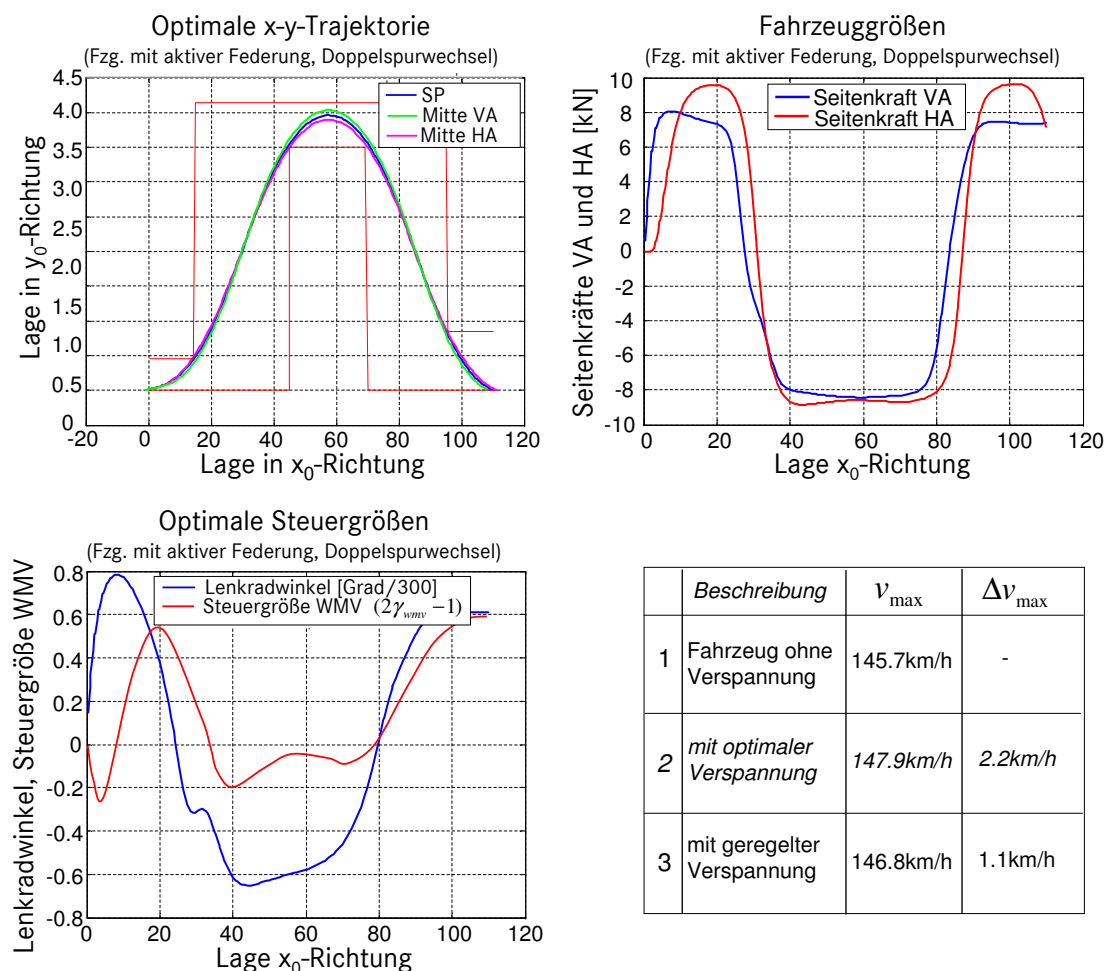 Optimale x-y-Trajektorie
(Fzg. mit aktiver Federung, Doppelspurwechsel)
4.5
4.0
3.5
3.0
4.0
2.5
2.0
1.5
1.0
0.5
0
-20
0
20
40
60
80
100
120
SP
Mitte VA
Mitte HA
Lage in y₀-Richtung
Lage in x₀-Richtung
Fahrzeuggrößen
10
8
6
4
2
0
-2
-4
-6
-8
-10
0
20
40
60
80
100
120
Seitenkraft VA
Seitenkraft HA
Seitenkräfte VA und HA [kN]
Lage x₀-Richtung
Optimale Steuergrößen
(Fzg. mit aktiver Federung, Doppelspurwechsel)
0.8
0.6
0.4
0.2
0
-0.2
-0.4
-0.6
-0.8
0
20
40
60
80
100
120
Lenkradwinkel [Grad/300]
Steuergröße WMV (2γwmv −1)
Lenkradwinkel, Steuergröße WMV
Lage x₀-Richtung
Beschreibung vmax Δvmax
1 Fahrzeug ohne Verspannung 145.7km/h -
2 mit optimaler Verspannung 147.9km/h 2.2km/h
3 mit geregelter Verspannung 146.8km/h 1.1km/h